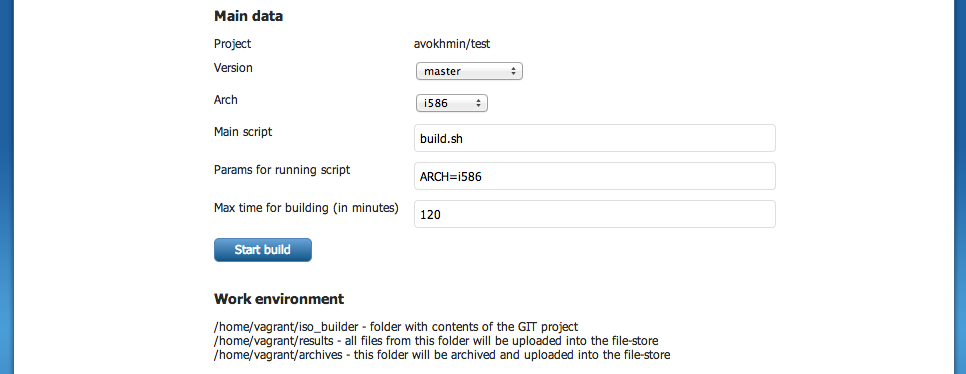 Main data
Project avokhmin/test
Version master
Arch i586
Main script build.sh
Params for running script ARCH=i586
Max time for building (in minutes) 120
Start build
Work environment
/home/vagrant/iso_builder - folder with contents of the GIT project
/home/vagrant/results - all files from this folder will be uploaded into the file-store
/home/vagrant/archives - this folder will be archived and uploaded into the file-store